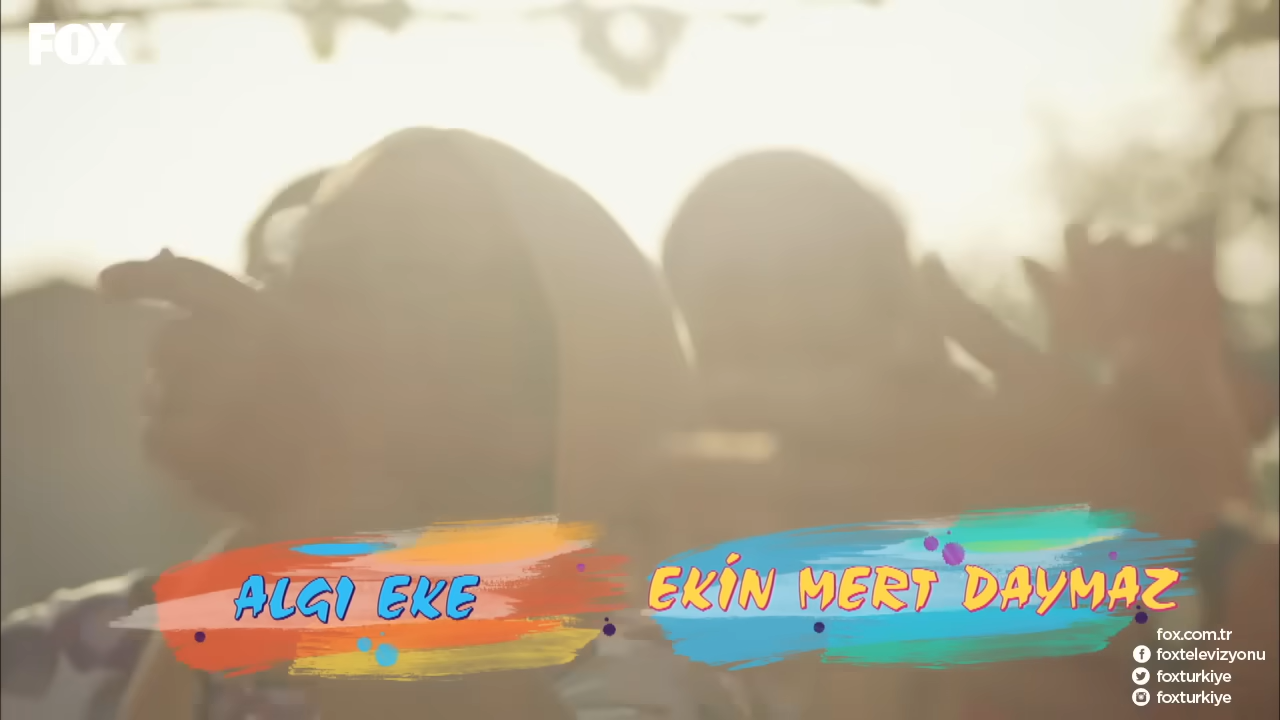 FOX
ALGI EKE
EKİN MERT DAYMAZ
fox.com.tr
foxtelevizyonu
foxturkiye
foxturkiye